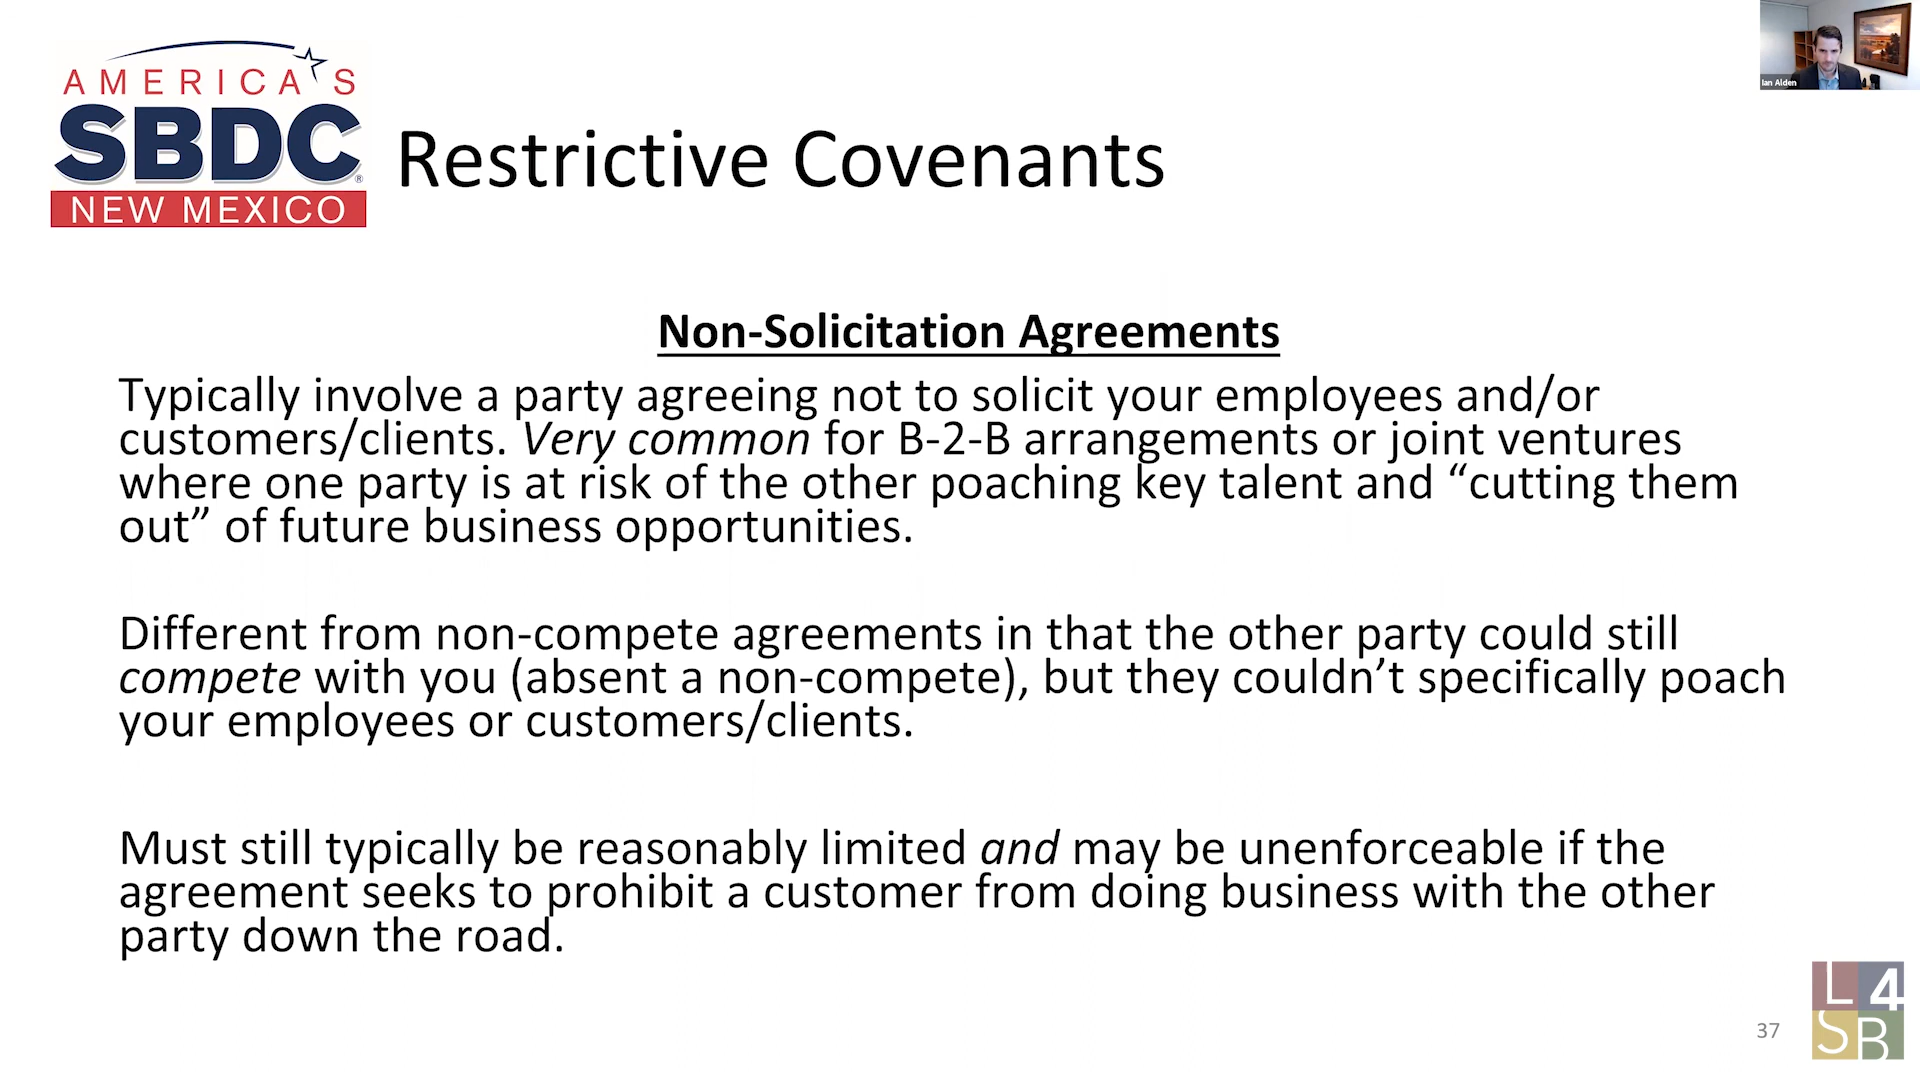 Ian Alden
AMERICA'S
SBDC®
NEW MEXICO
Restrictive Covenants
Non-Solicitation Agreements
Typically involve a party agreeing not to solicit your employees and/or
customers/clients. Very common for B-2-B arrangements or joint ventures
where one party is at risk of the other poaching key talent and “cutting them
out” of future business opportunities.
Different from non-compete agreements in that the other party could still
compete with you (absent a non-compete), but they couldn’t specifically poach
your employees or customers/clients.
Must still typically be reasonably limited and may be unenforceable if the
agreement seeks to prohibit a customer from doing business with the other
party down the road.
37
L4
SB